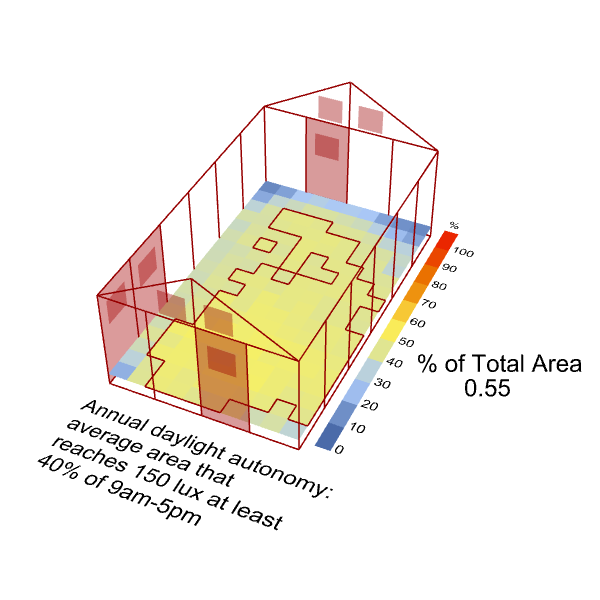 %
100
90
80
70
60
50
40
30
20
10
0
% of Total Area
0.55
Annual daylight autonomy:
average area that
reaches 150 lux at least
40% of 9am-5pm